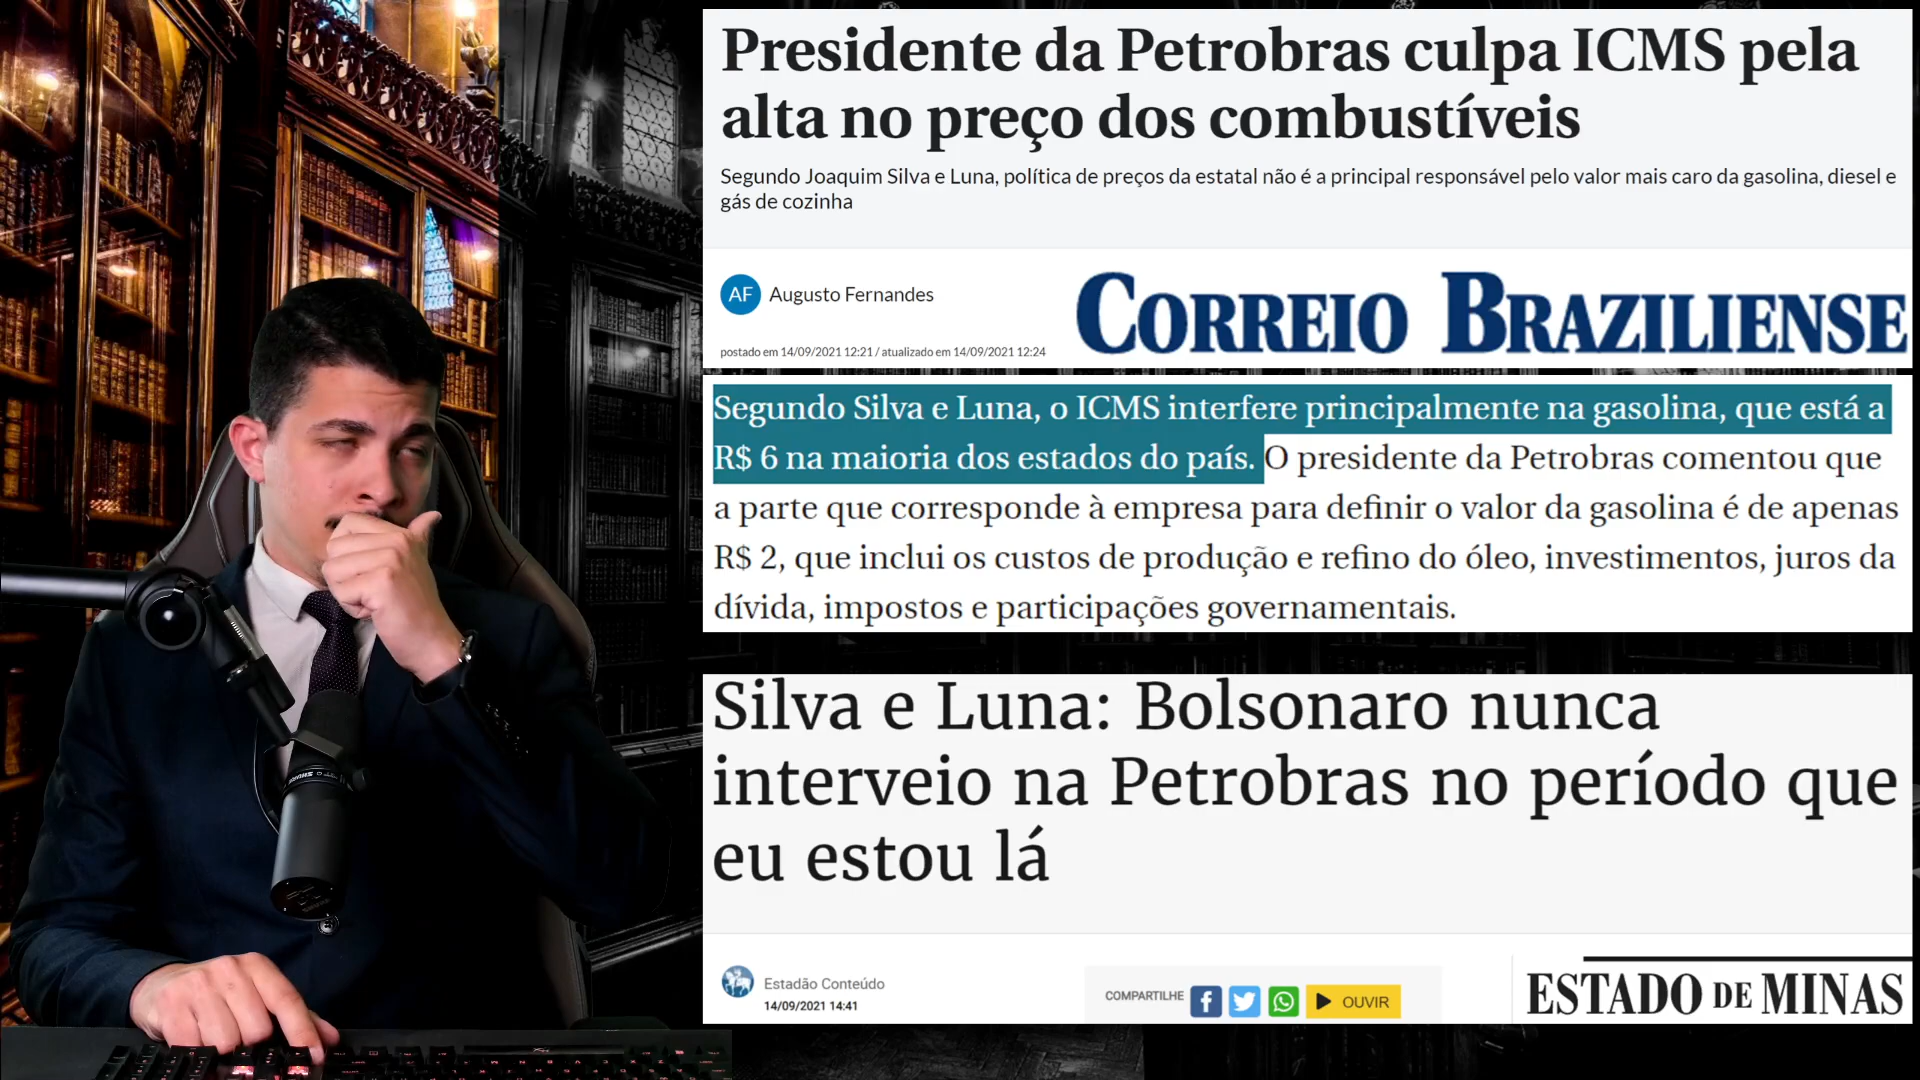 Presidente da Petrobras culpa ICMS pela
alta no preço dos combustíveis
Segundo Joaquim Silva e Luna, política de preços da estatal não é a principal responsável pelo valor mais caro da gasolina, diesel e
gás de cozinha
AF Augusto Fernandes
CORREIO BRAZILIENSE
postado em 14/09/2021 12:21 / atualizado em 14/09/2021 12:24
Segundo Silva e Luna, o ICMS interfere principalmente na gasolina, que está a
R$ 6 na maioria dos estados do país. O presidente da Petrobras comentou que
a parte que corresponde à empresa para definir o valor da gasolina é de apenas
R$ 2, que inclui os custos de produção e refino do óleo, investimentos, juros da
dívida, impostos e participações governamentais.
Silva e Luna: Bolsonaro nunca
interveio na Petrobras no período que
eu estou lá
Estadão Conteúdo
14/09/2021 14:41
COMPARTILHE
OUVIR
ESTADO DE MINAS